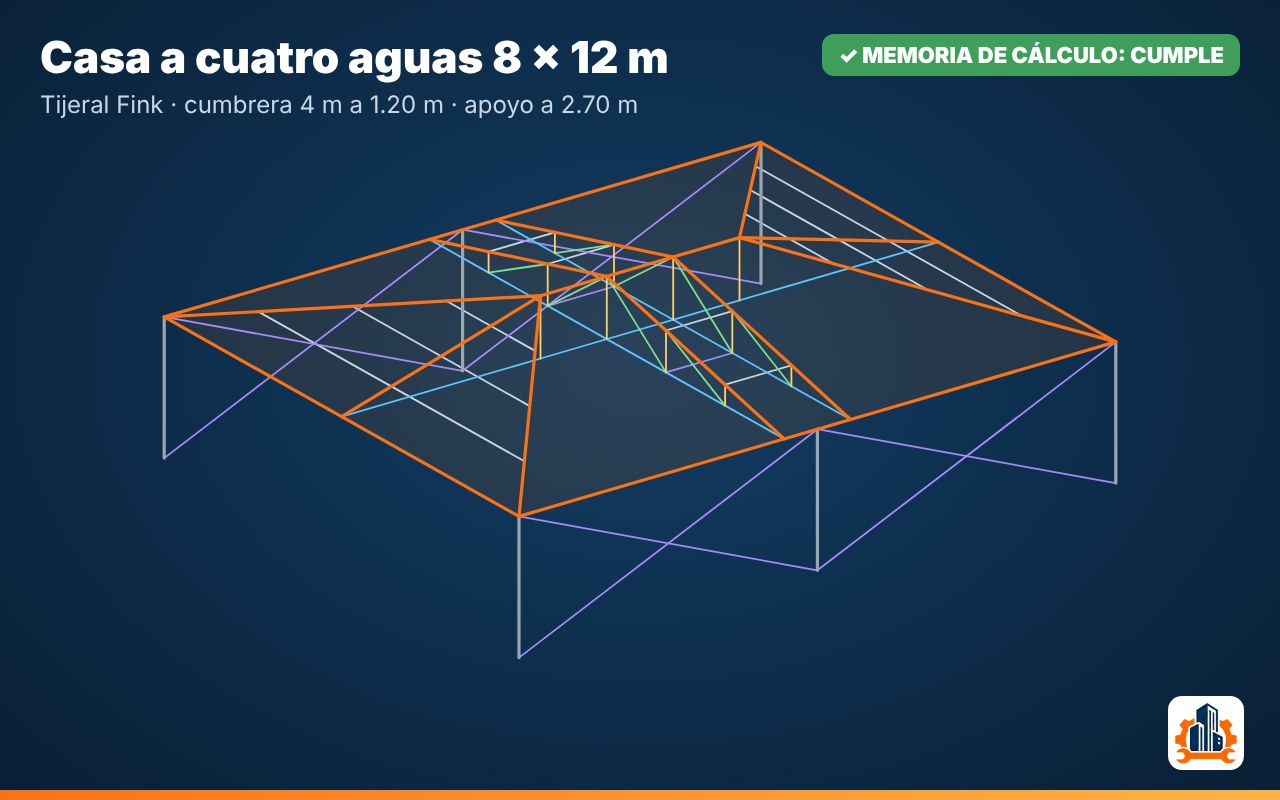 Casa a cuatro aguas 8 × 12 m
✓ MEMORIA DE CÁLCULO: CUMPLE
Tijeral Fink · cumbrera 4 m a 1.20 m · apoyo a 2.70 m